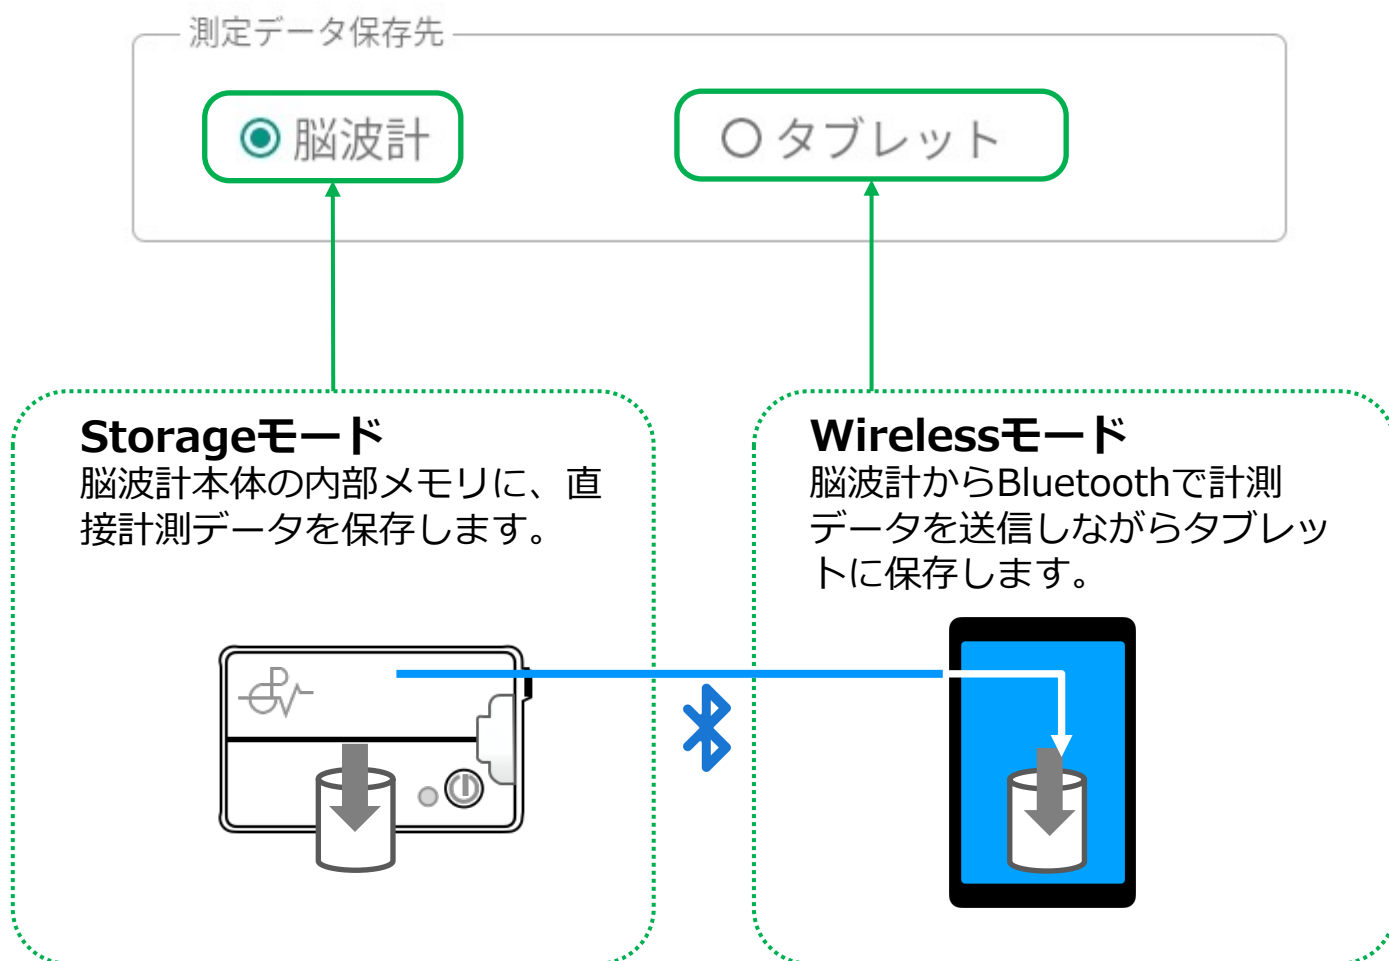 測定データ保存先
脳波計
タブレット
Storageモード
脳波計本体の内部メモリに、直
接計測データを保存します。
Wirelessモード
脳波計からBluetoothで計測
データを送信しながらタブレッ
トに保存します。